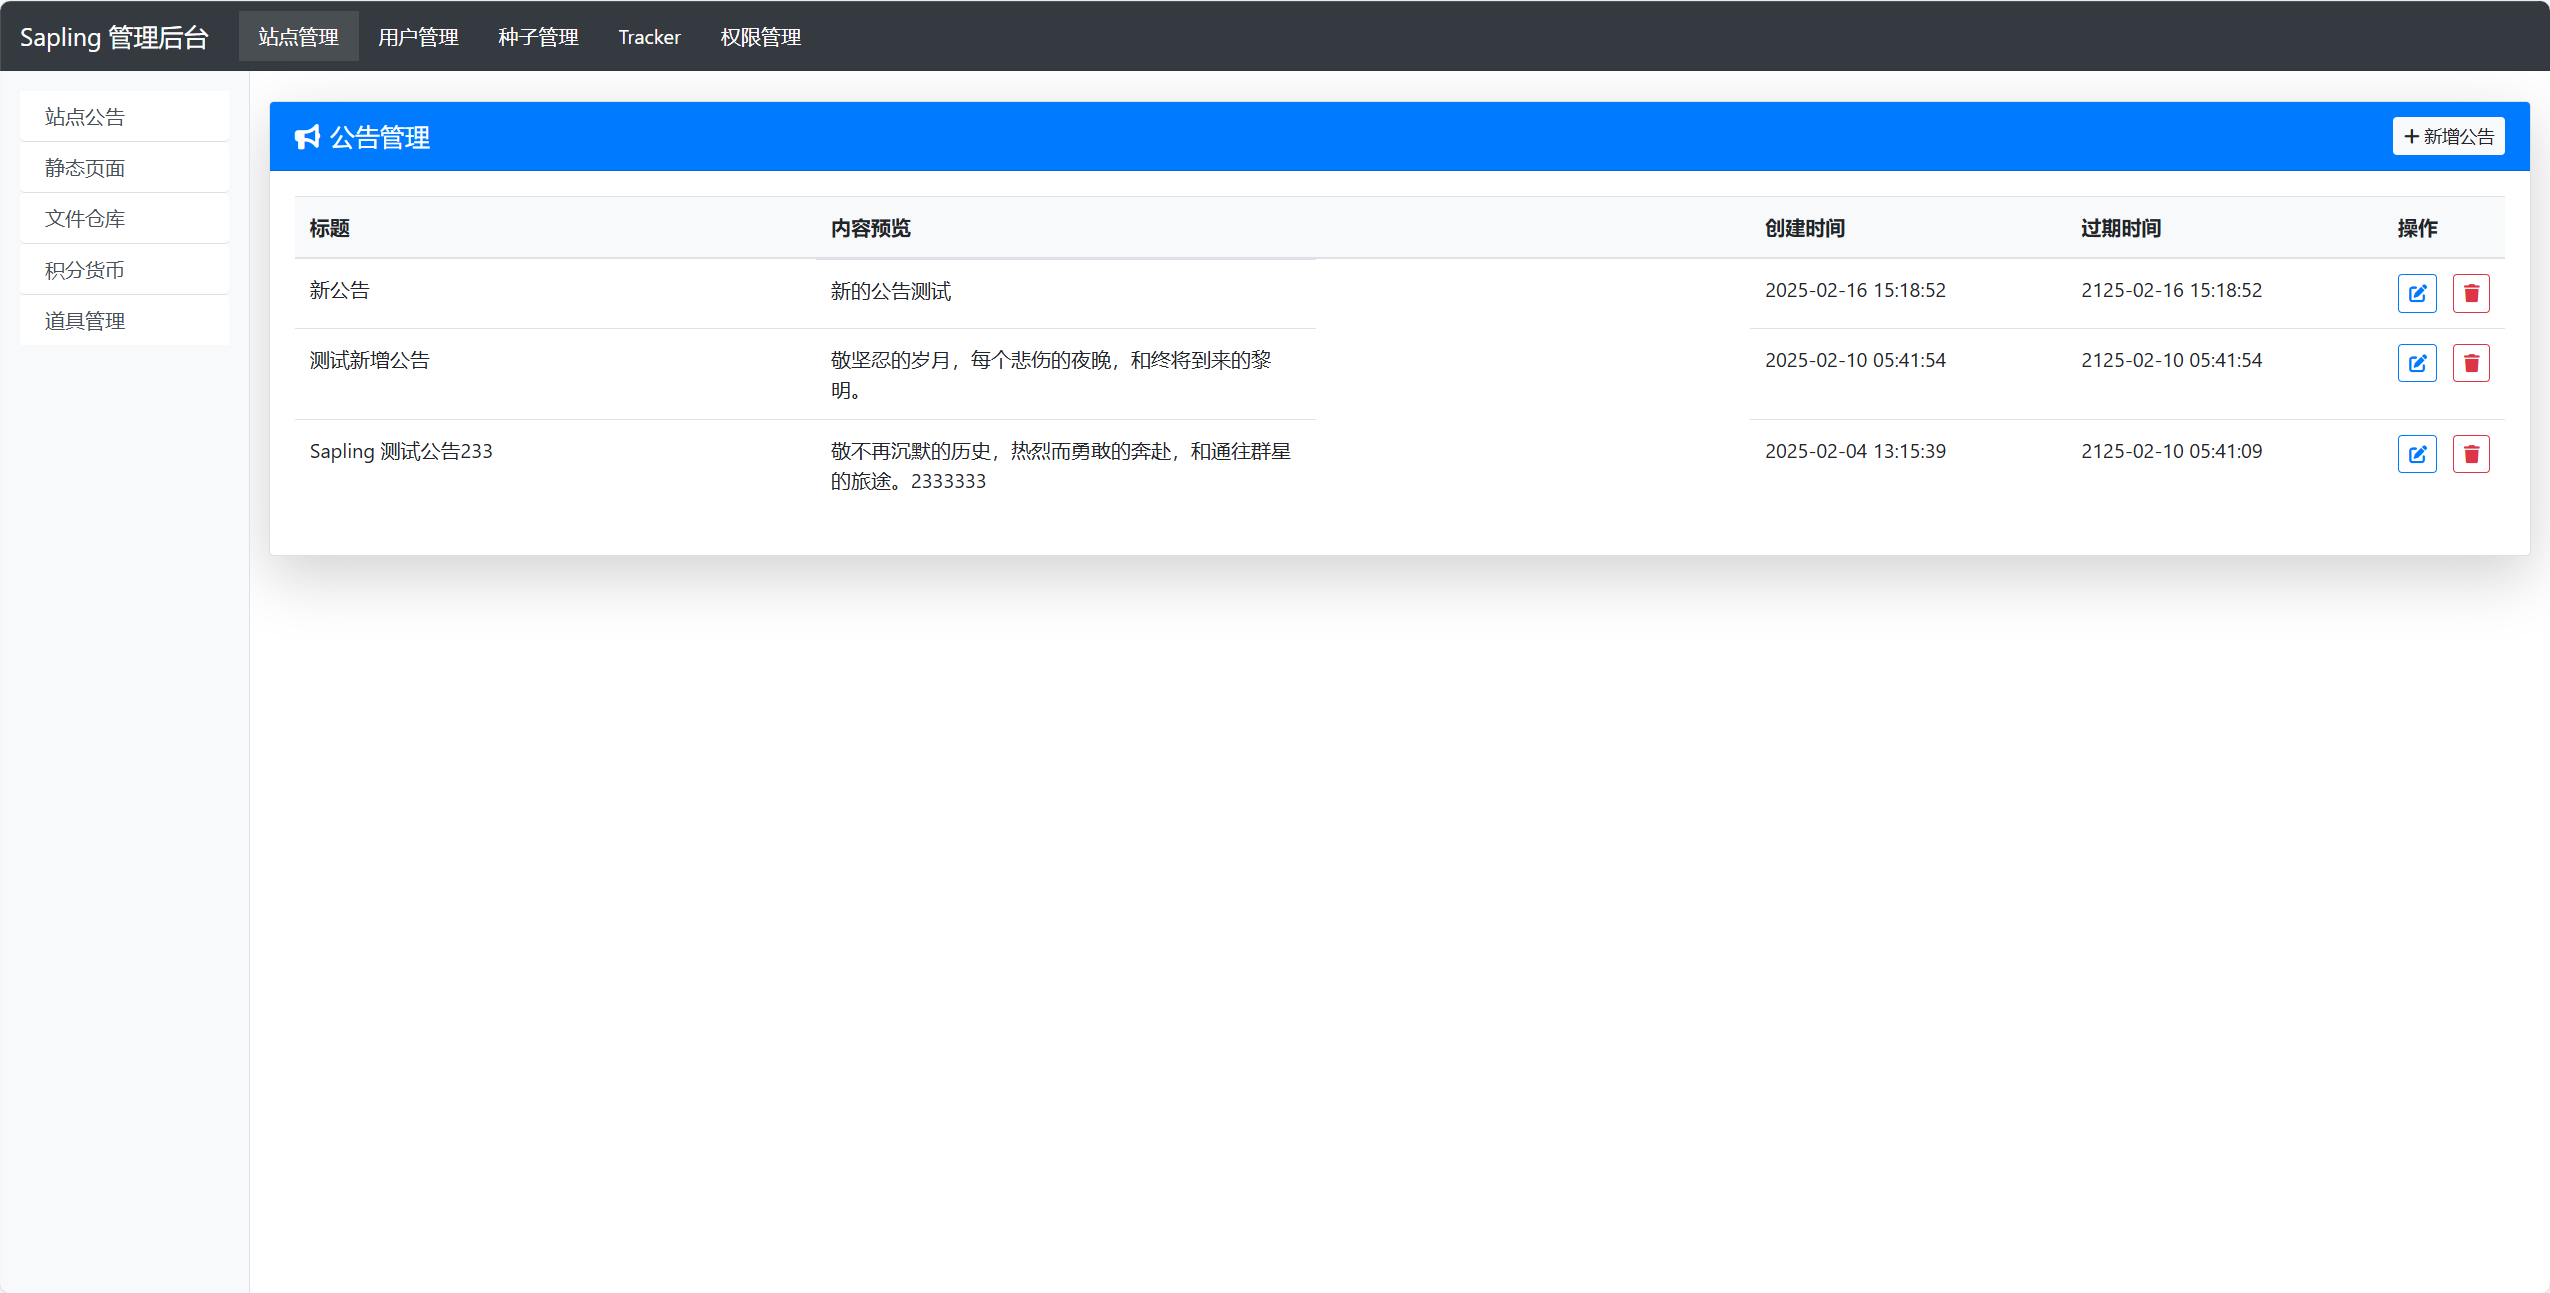 Sapling 管理后台 站点管理 用户管理 种子管理 Tracker 权限管理
站点公告
静态页面
文件仓库
积分货币
道具管理
公告管理
新增公告
标题 内容预览 创建时间 过期时间 操作
新公告 新的公告测试 2025-02-16 15:18:52 2125-02-16 15:18:52
测试新增公告 敬坚忍的岁月，每个悲伤的夜晚，和终将到来的黎 2025-02-10 05:41:54 2125-02-10 05:41:54
明。
Sapling 测试公告233 敬不再沉默的历史，热烈而勇敢的奔赴，和通往群星 2025-02-04 13:15:39 2125-02-10 05:41:09
的旅途。2333333